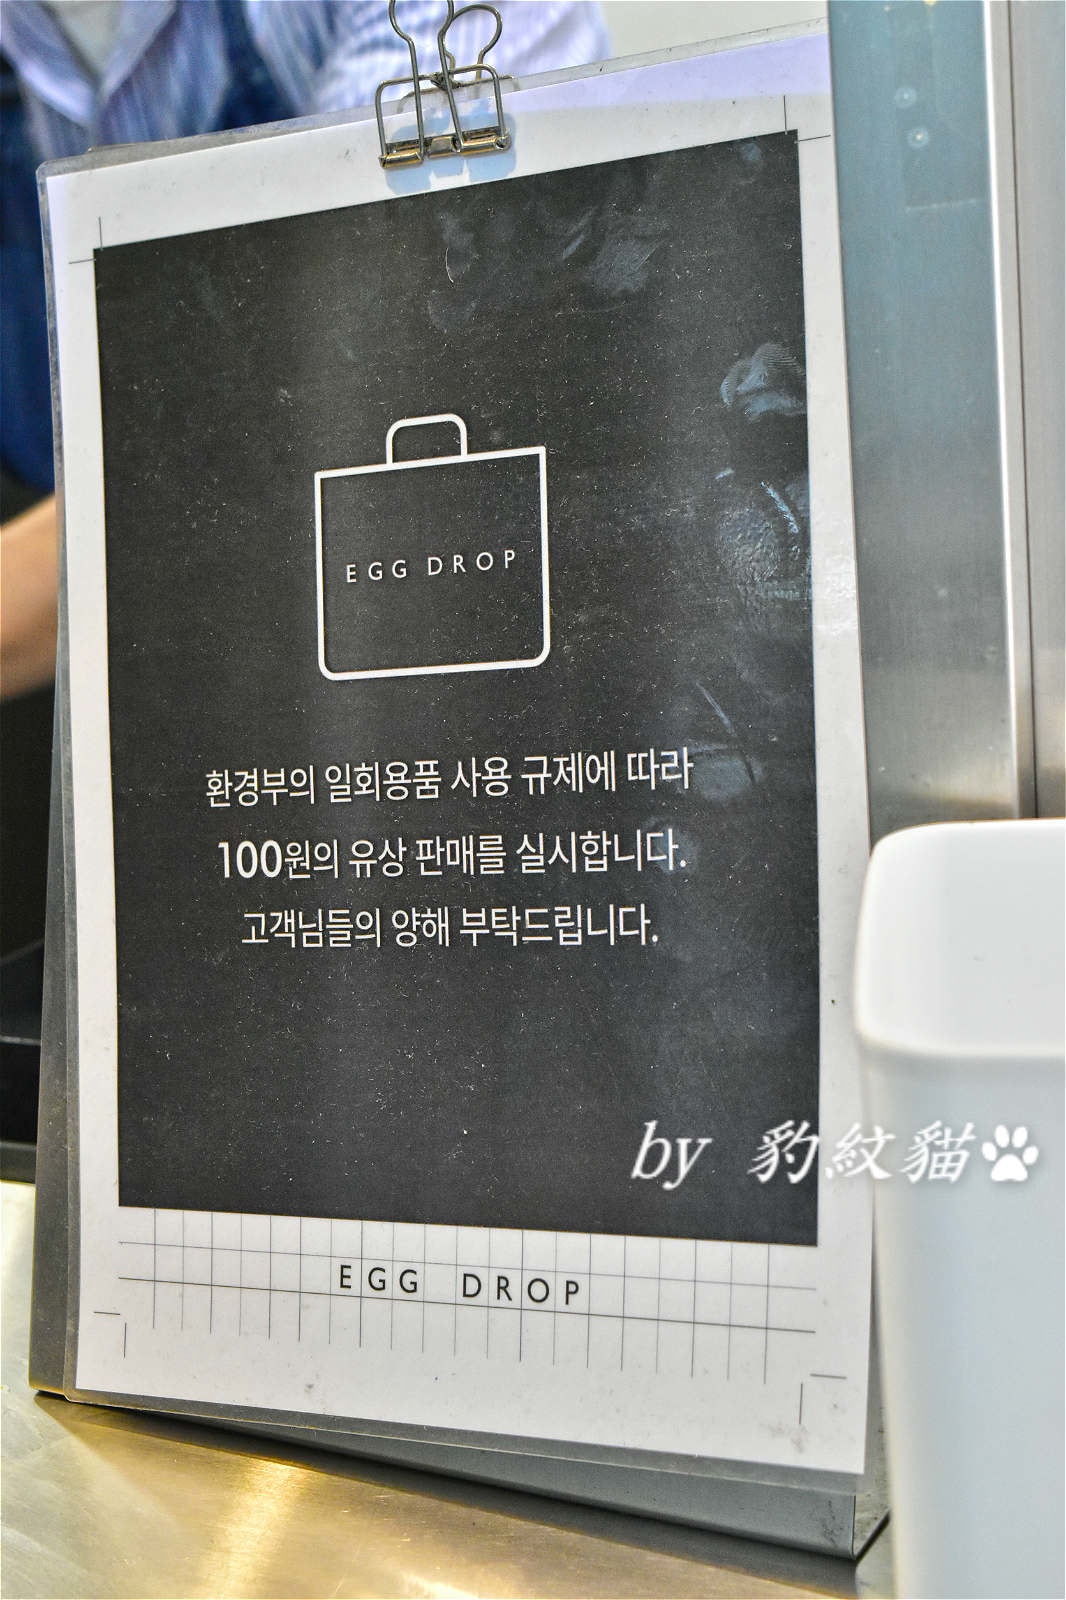 EGG DROP
환경부의 일회용품 사용 규제에 따라
100원의 유상 판매를 실시합니다.
고객님들의 양해 부탁드립니다.
by 豹紋貓
EGG DROP